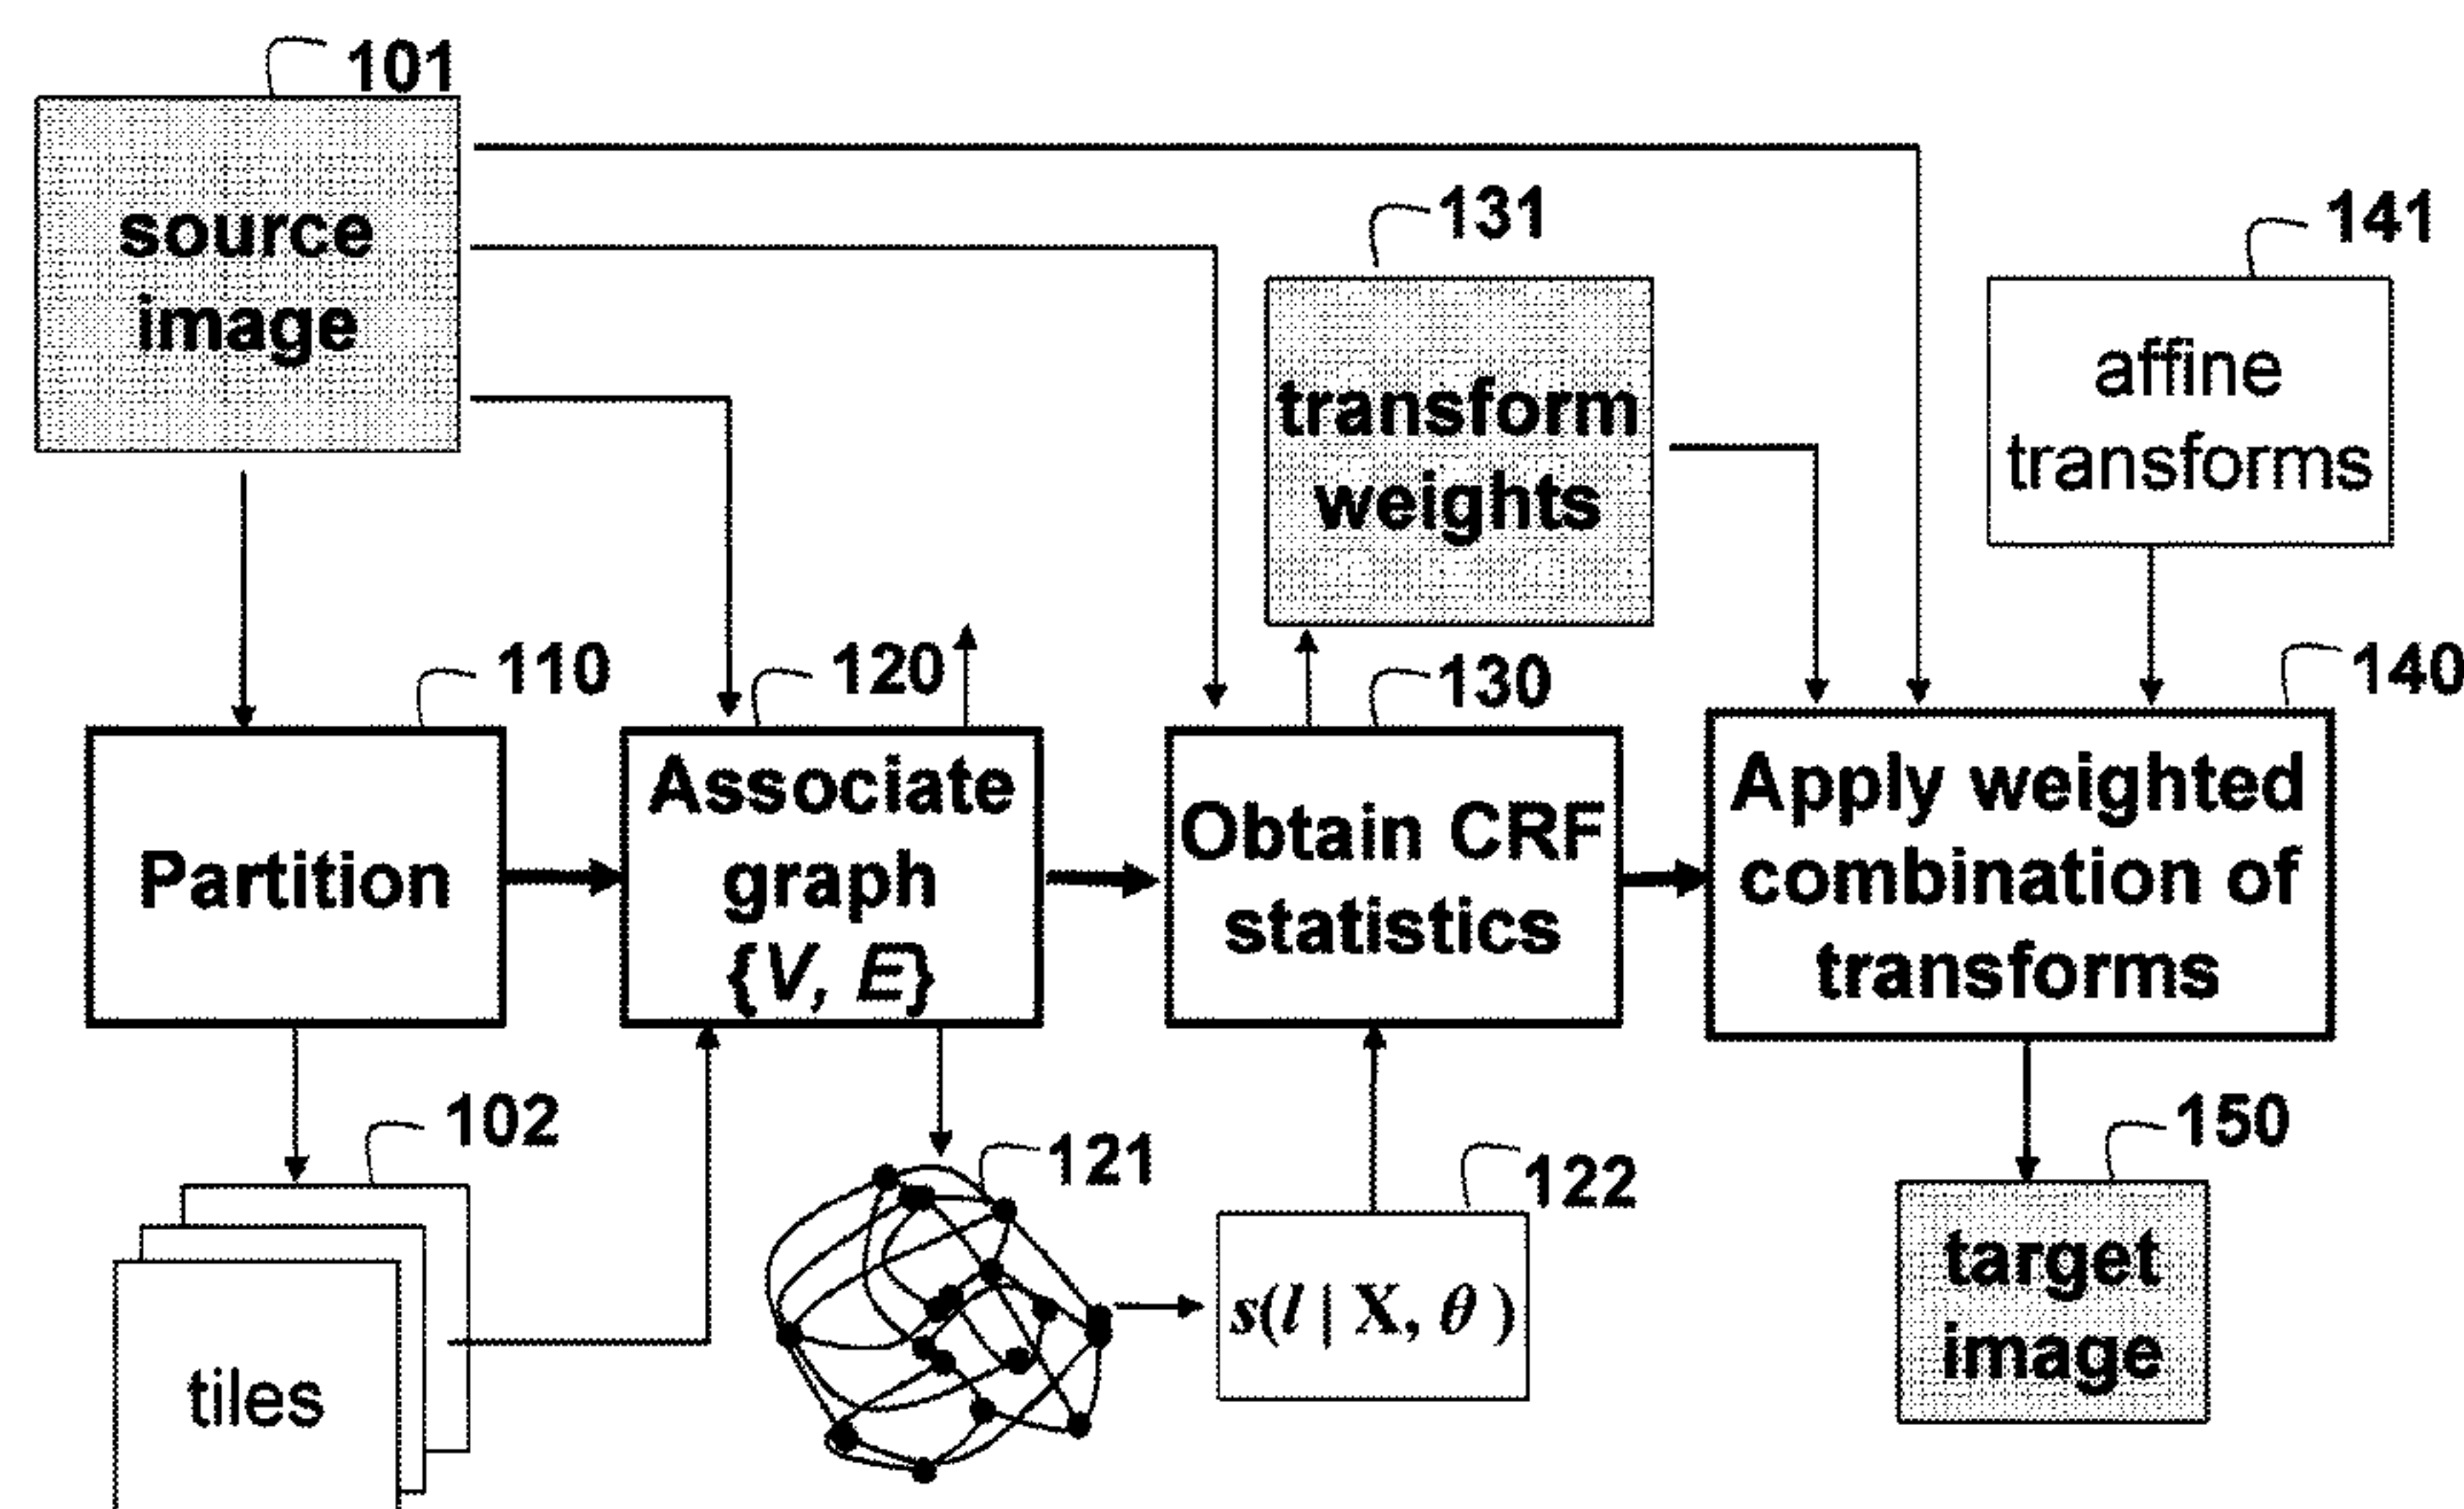 101
source
image
131
transform
weights
141
affine
transforms
110
Partition
120
Associate
graph
{V, E}
130
Obtain CRF
statistics
140
Apply weighted
combination of
transforms
102
tiles
121
122
s(l | X, θ )
150
target
image